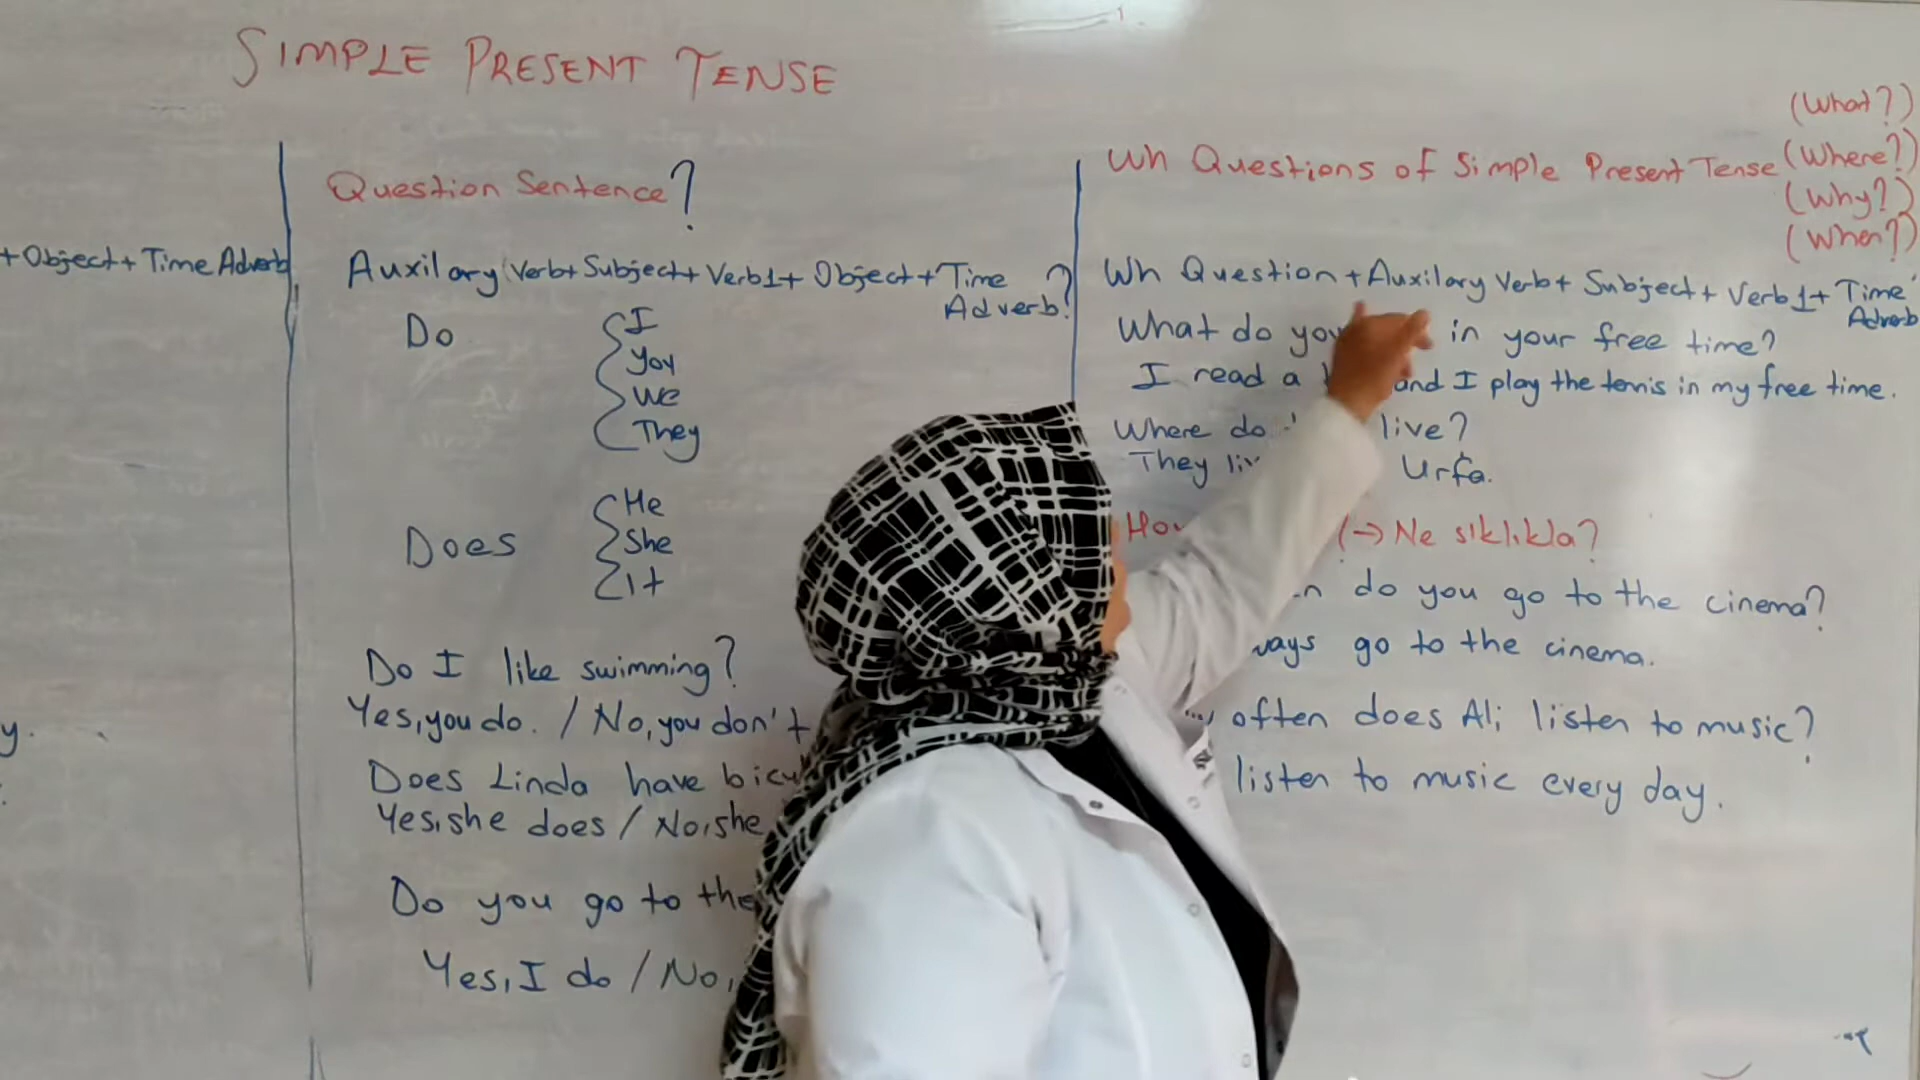 SIMPLE PRESENT TENSE
+ Object + Time Adverb
Question Sentence?
Auxilary Verb + Subject + Verb1 + Object + Time
Adverb?
Do
I
you
we
They
Does
He
She
It
Do I like swimming?
Yes, you do. / No, you don't
Does Linda have
Yes, she does / No, she
Do you go to the
Yes, I do / No,
Wh Questions of Simple Present Tense
(What?)
(Where?)
(Why?)
(When?)
Wh Question + Auxilary Verb + Subject + Verb1 + Time
Adverb
What do you in your free time?
I read a and I play the tennis in my free time.
Where do live?
They Urfa.
→ Ne sıklıkla?
do you go to the cinema?
go to the cinema.
often does Ali listen to music?
listen to music every day.